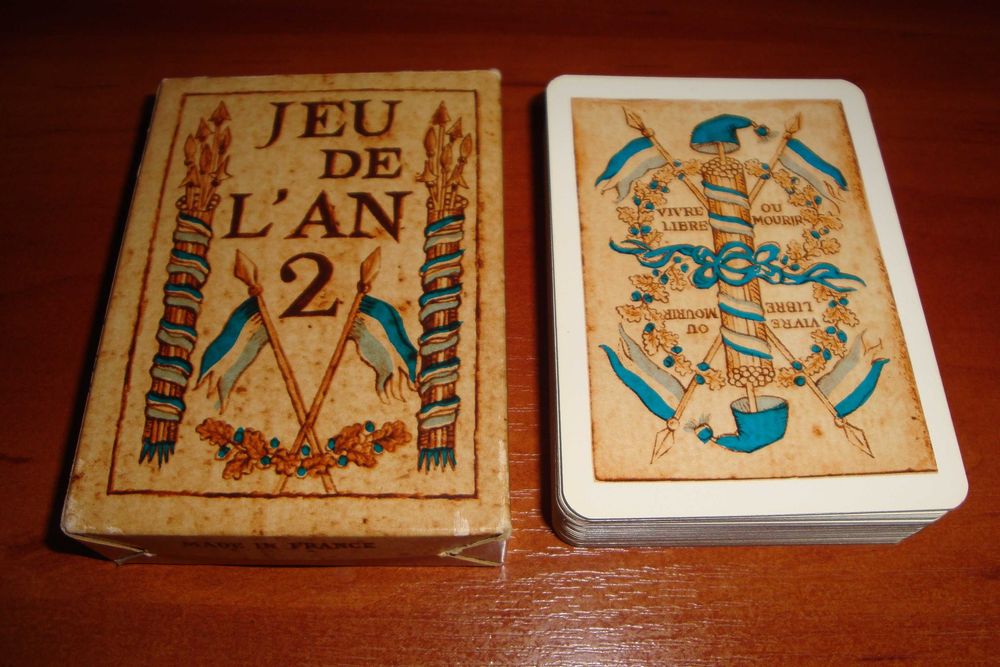 JEU
DE
L'AN
2
MADE IN FRANCE
VIVRE
LIBRE
OU
MOURIR
VIVRE
LIBRE
OU
MOURIR